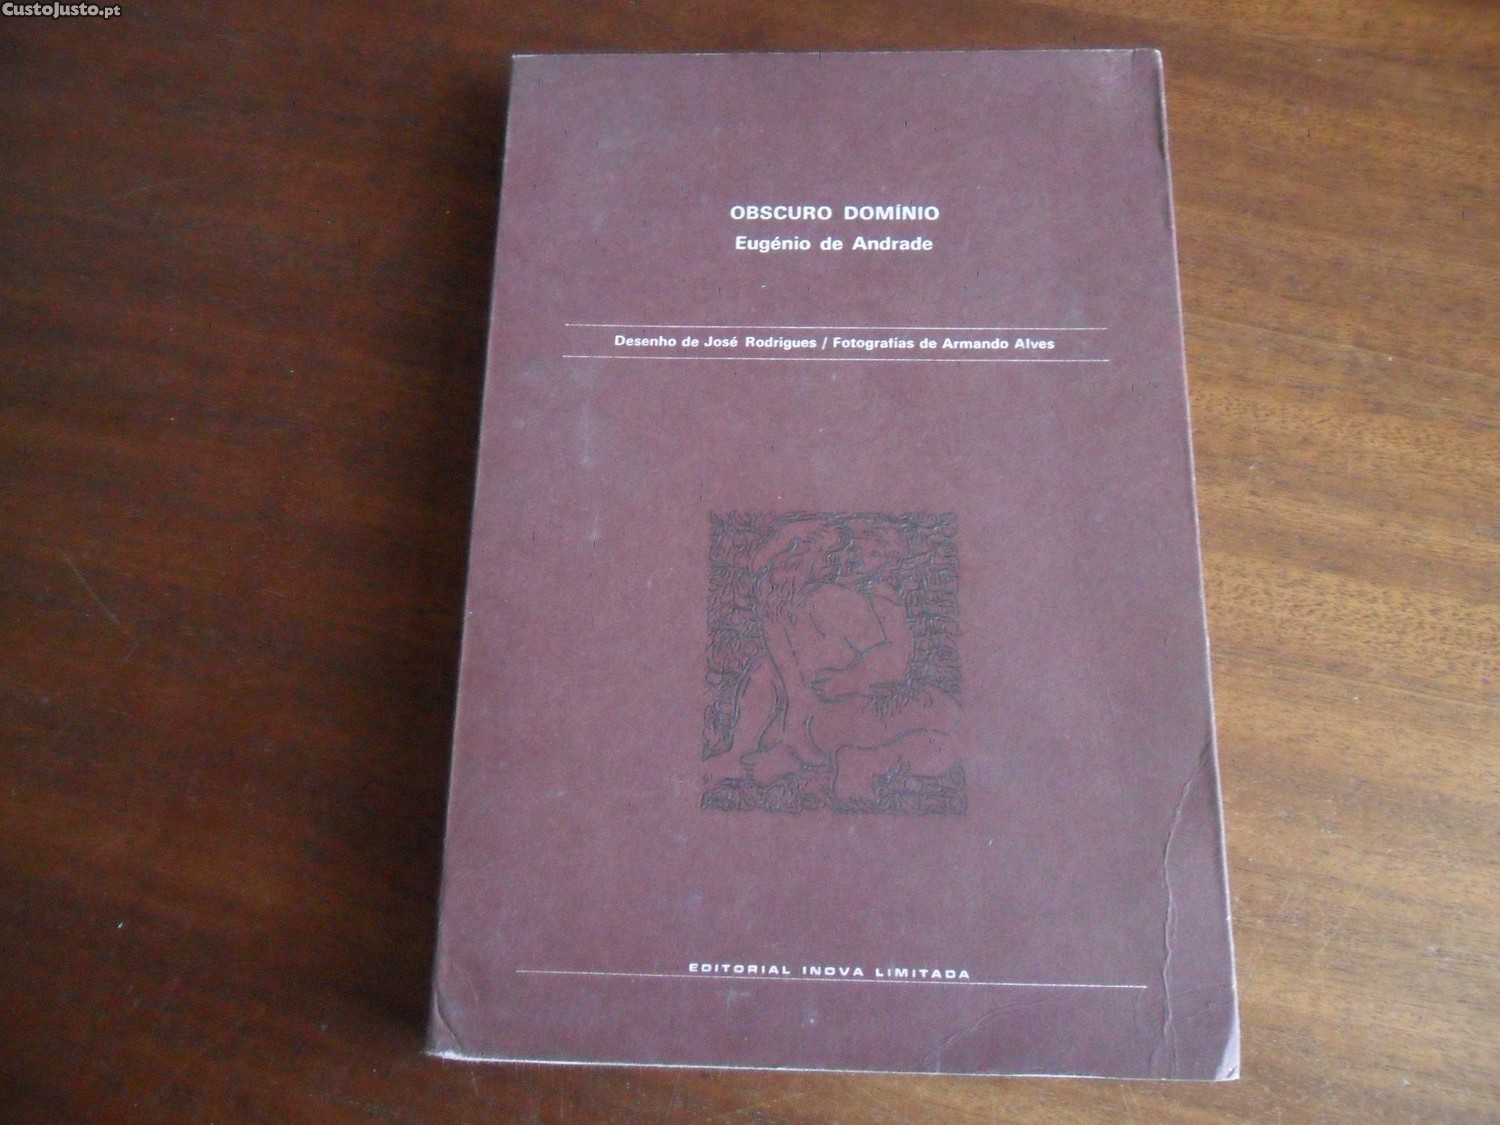 CustoJusto.pt
OBSCURO DOMÍNIO
Eugénio de Andrade
Desenho de José Rodrigues / Fotografias de Armando Alves
EDITORIAL INOVA LIMITADA